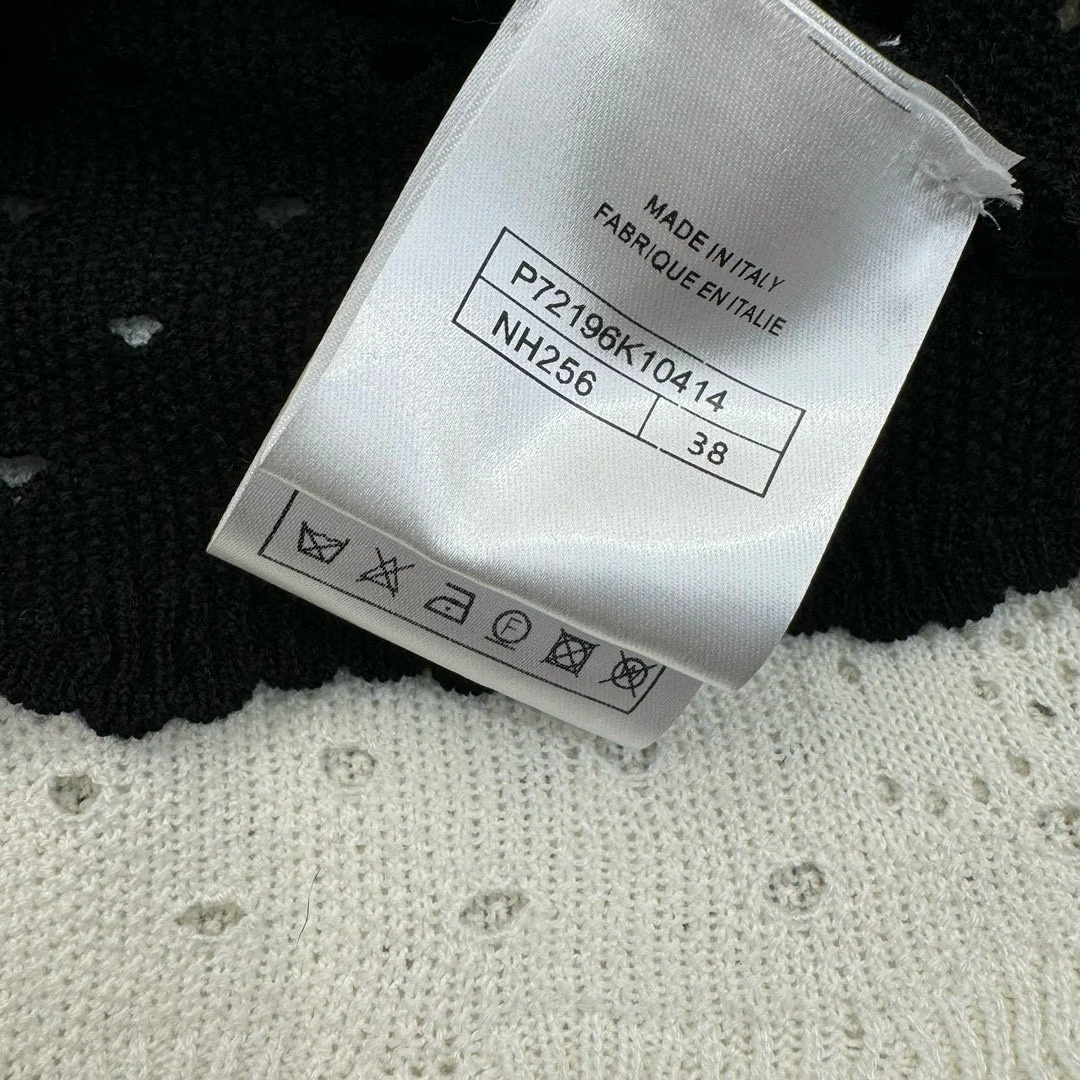 MADE IN ITALY
FABRIQUE EN ITALIE
P72196K10414
NH256 38
F